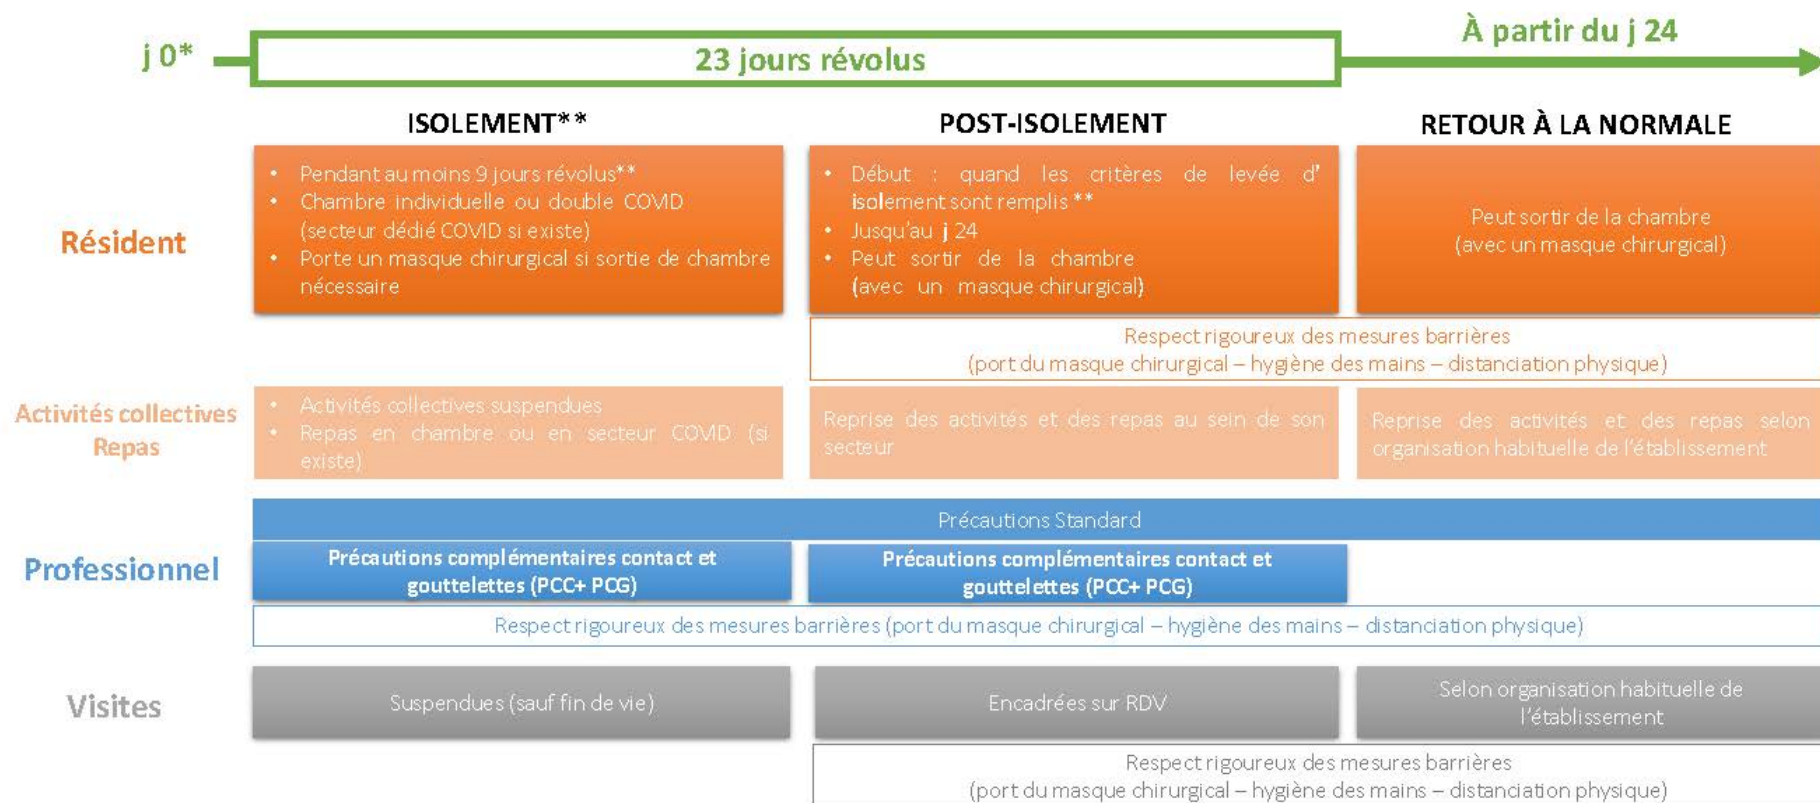 j 0*
23 jours révolus
À partir du j 24
ISOLEMENT**
POST-ISOLEMENT
RETOUR À LA NORMALE
Résident
• Pendant au moins 9 jours révolus**
• Chambre individuelle ou double COVID
(secteur dédié COVID si existe)
• Porte un masque chirurgical si sortie de chambre
nécessaire
• Début : quand les critères de levée d’
isolement sont remplis **
• Jusqu’au j 24
• Peut sortir de la chambre
(avec un masque chirurgical)
Peut sortir de la chambre
(avec un masque chirurgical)
Respect rigoureux des mesures barrières
(port du masque chirurgical – hygiène des mains – distanciation physique)
Activités collectives
Repas
• Activités collectives suspendues
• Repas en chambre ou en secteur COVID (si
existe)
Reprise des activités et des repas au sein de son
secteur
Reprise des activités et des repas selon
organisation habituelle de l’établissement
Professionnel
Précautions Standard
Précautions complémentaires contact et
gouttelettes (PCC+ PCG)
Précautions complémentaires contact et
gouttelettes (PCC+ PCG)
Respect rigoureux des mesures barrières (port du masque chirurgical – hygiène des mains – distanciation physique)
Visites
Suspendues (sauf fin de vie)
Encadrées sur RDV
Selon organisation habituelle de
l’établissement
Respect rigoureux des mesures barrières
(port du masque chirurgical – hygiène des mains – distanciation physique)